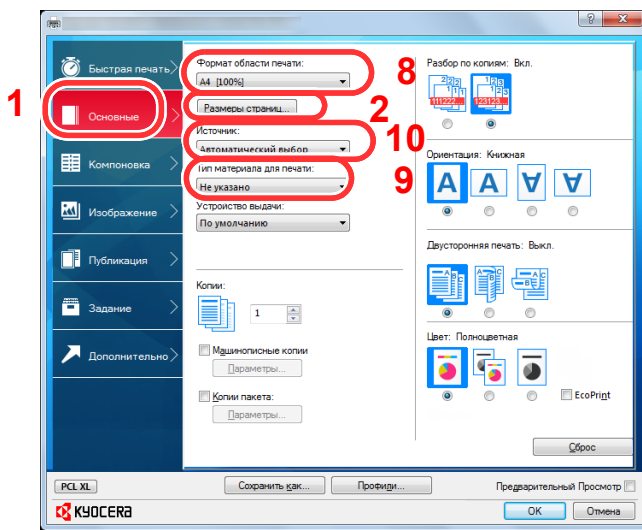 Быстрая печать
1
Основные
Компоновка
Изображение
Публикация
Задание
Дополнительно
Формат области печати:
A4 [100%]
8
Размеры страниц...
2
Источник:
Автоматический выбор
10
Тип материала для печати:
Не указано
9
Устройство выдачи:
По умолчанию
Копии:
1
Машинописные копии
Параметры...
Копии пакета:
Параметры...
Разбор по копиям: Вкл.
111222...
123123...
Ориентация: Книжная
A A A A
Двусторонняя печать: Выкл.
Цвет: Полноцветная
EcoPrint
Сброс
PCL XL
Сохранить как...
Профили...
Предварительный Просмотр
KYOCERA
OK
Отмена